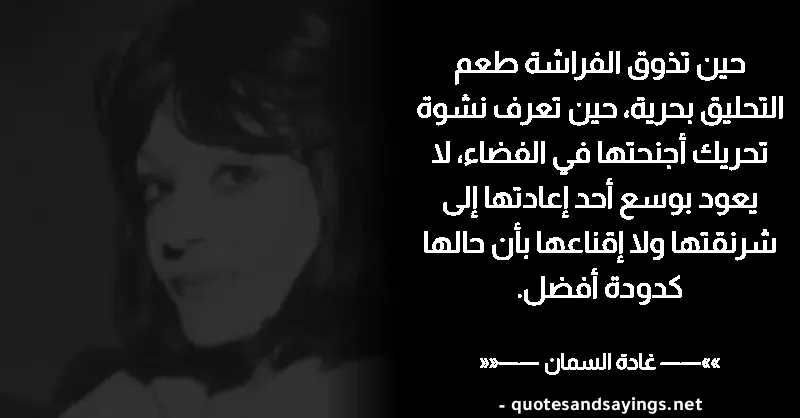 حين تذوق الفراشة طعم
التحليق بحرية، حين تعرف نشوة
تحريك أجنحتها في الفضاء، لا
يعود بوسع أحد إعادتها إلى
شرنقتها ولا إقناعها بأن حالها
كدودة أفضل.
»»—— غادة السمان ——««
- quotesandsayings.net